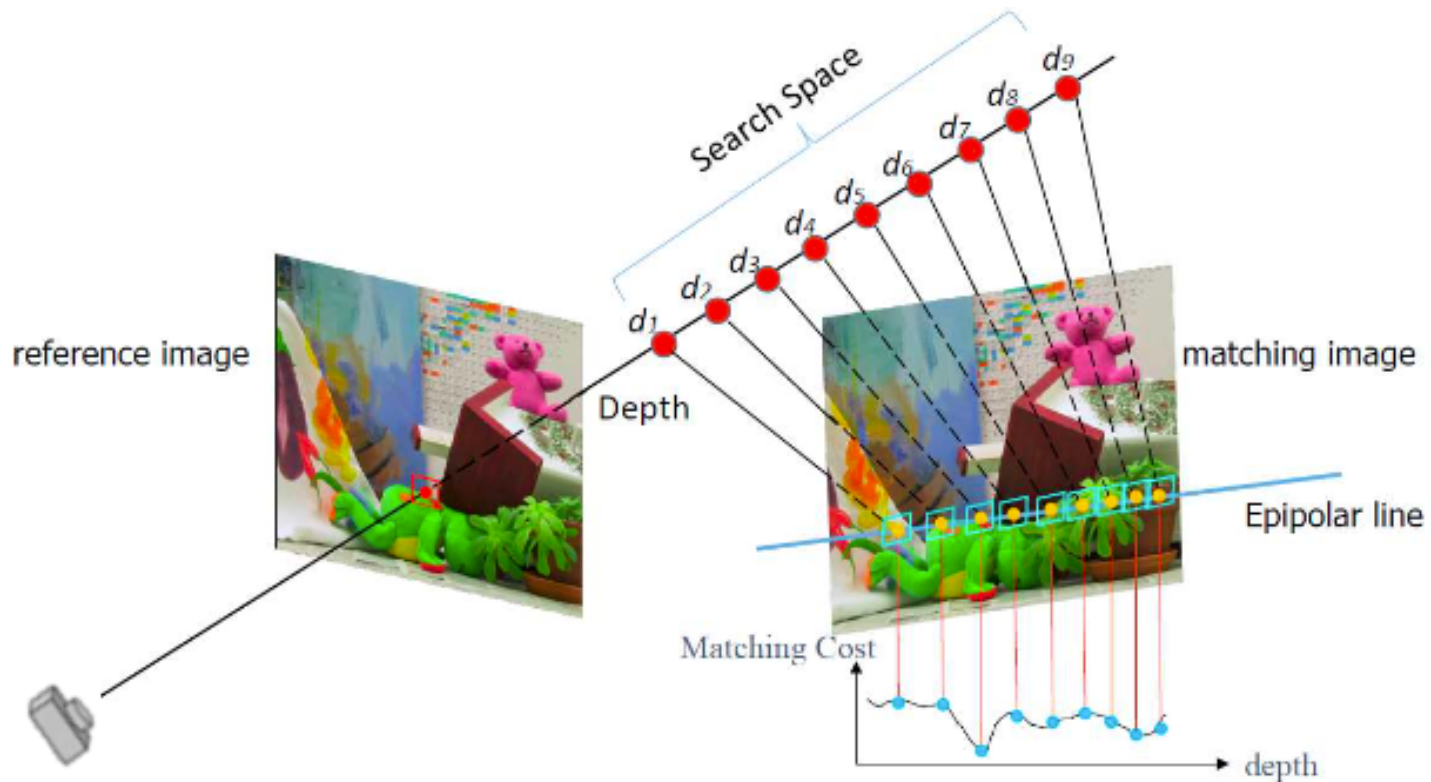 Search Space
d1
d2
d3
d4
d5
d6
d7
d8
d9
reference image
Depth
matching image
Epipolar line
Matching Cost
depth